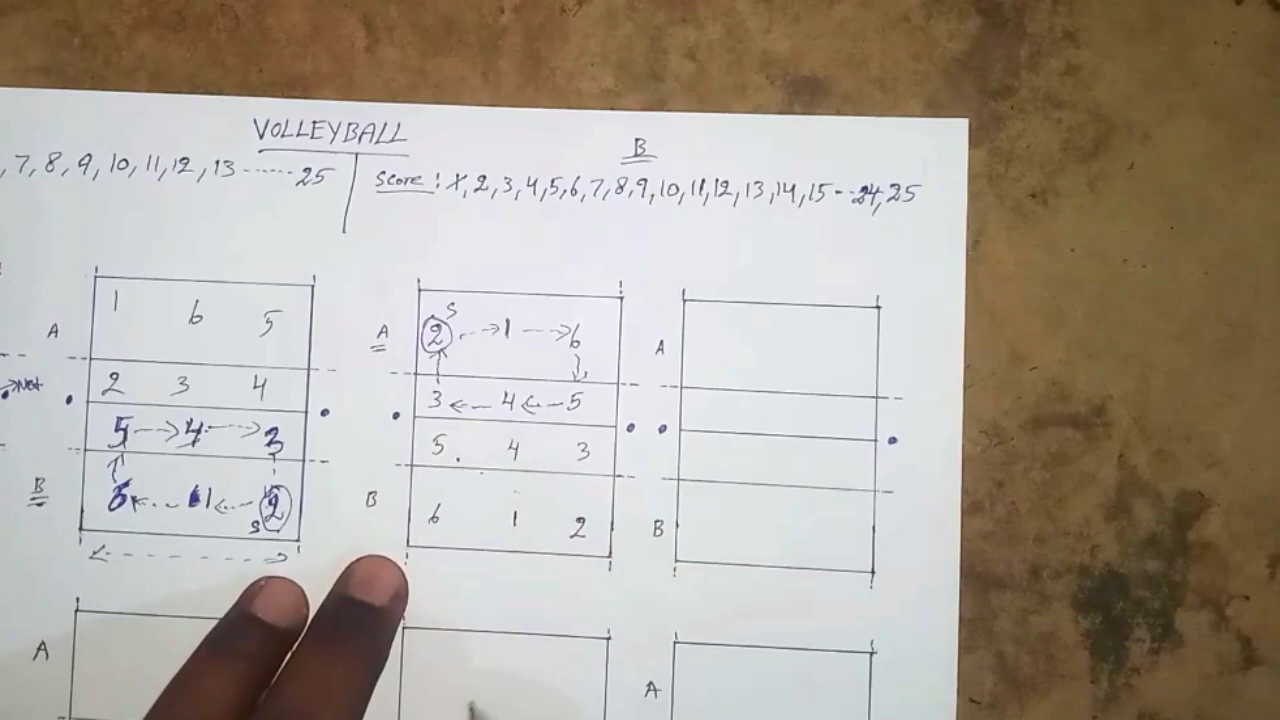 VOLLEYBALL
B
, 7, 8, 9, 10, 11, 12, 13 ...... 25
Score: 1, 2, 3, 4, 5, 6, 7, 8, 9, 10, 11, 12, 13, 14, 15 -- 24, 25
A
1 6 5
Net
2 3 4
5 4 3
B
6 1 2
S
A
S
2 1 6
3 4 5
5 4 3
B
6 1 2
A
B
A
A